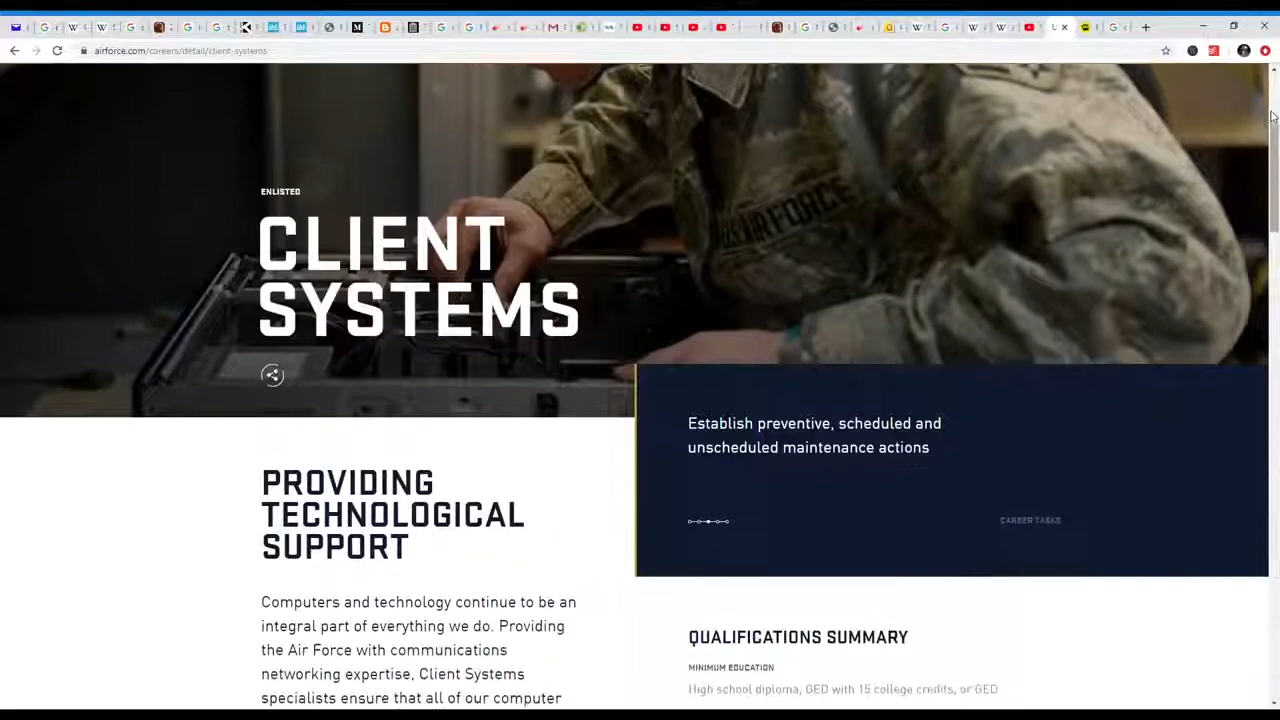 airforce.com/careers/detail/client-systems
ENLISTED
CLIENT
SYSTEMS
U.S. AIR FORCE
Establish preventive, scheduled and
unscheduled maintenance actions
CAREER TASKS
PROVIDING
TECHNOLOGICAL
SUPPORT
Computers and technology continue to be an
integral part of everything we do. Providing
the Air Force with communications
networking expertise, Client Systems
specialists ensure that all of our computer
QUALIFICATIONS SUMMARY
MINIMUM EDUCATION
High school diploma, GED with 15 college credits, or GED